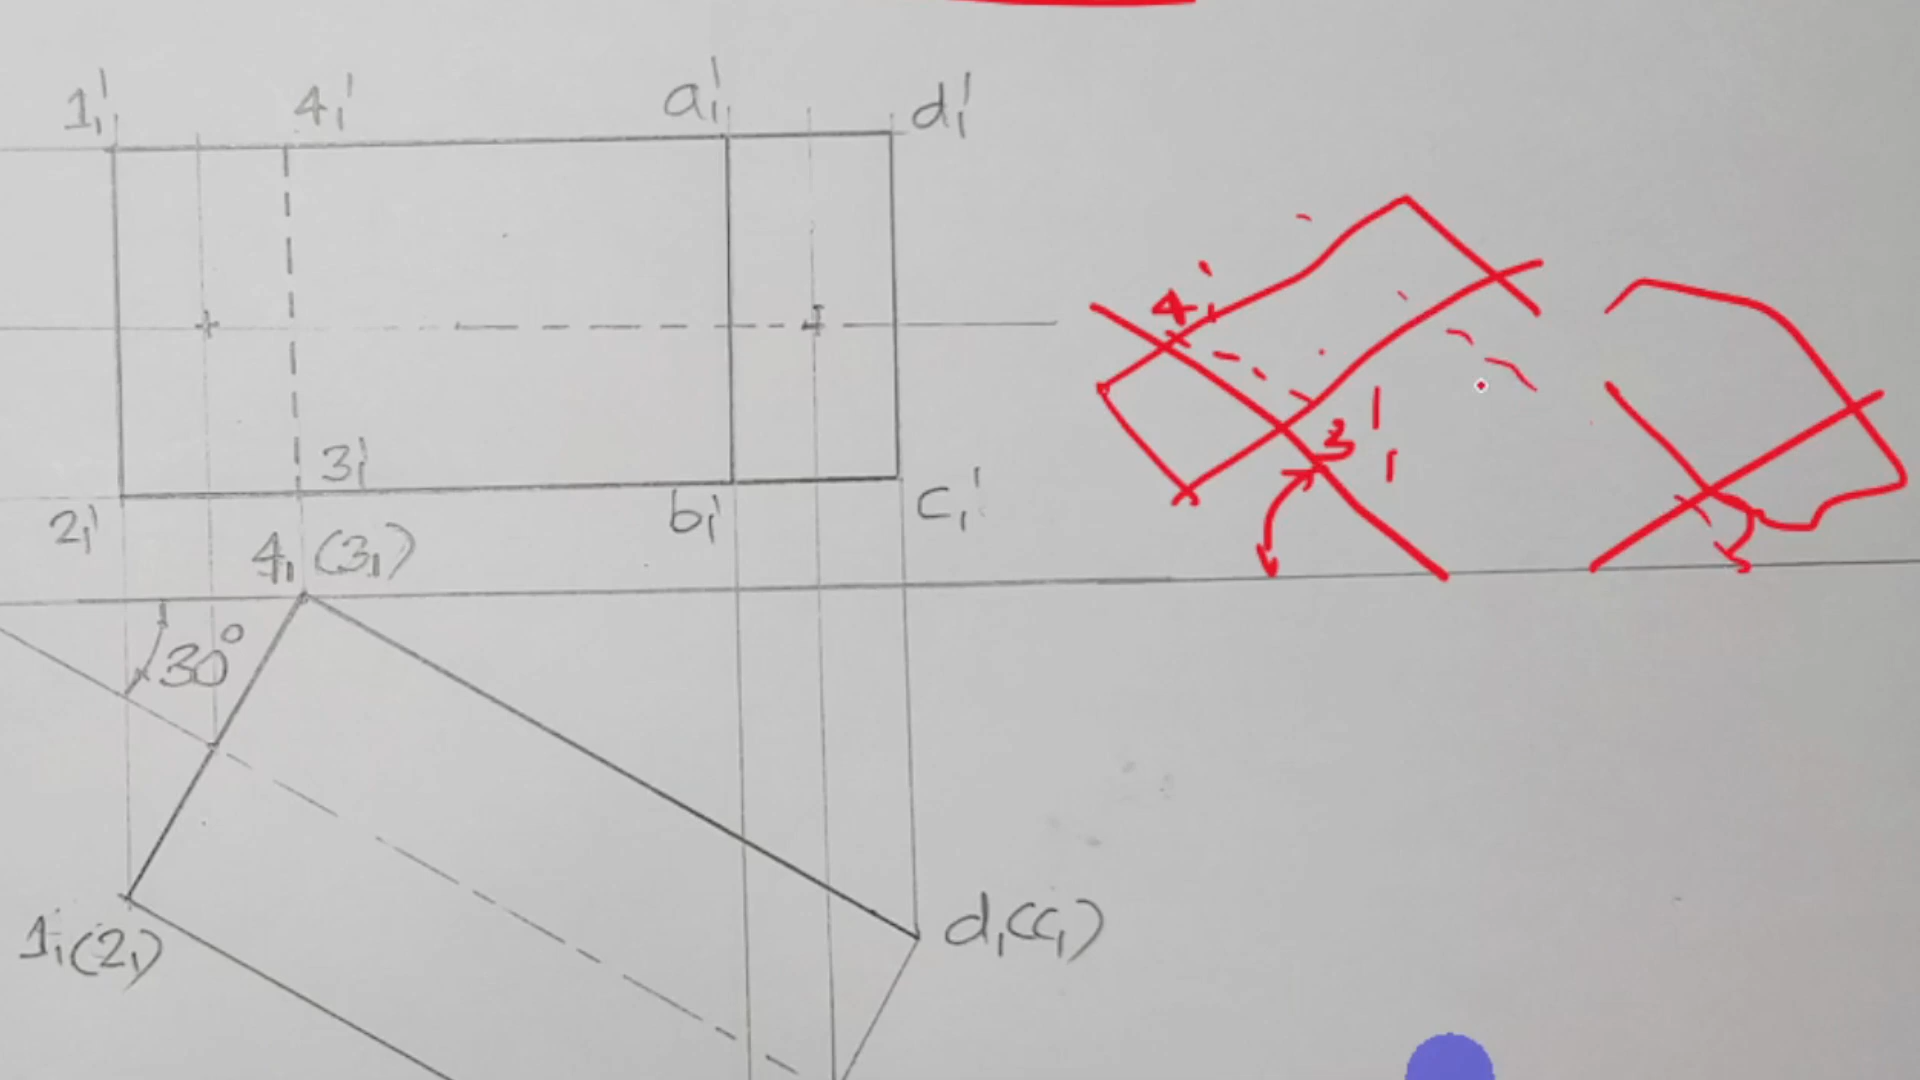 1₁' 4₁' a₁' d₁'
4₁'
3₁' 3₁'
2₁' b₁' c₁'
4₁ (3₁)
30°
1₁(2₁) d₁(c₁)